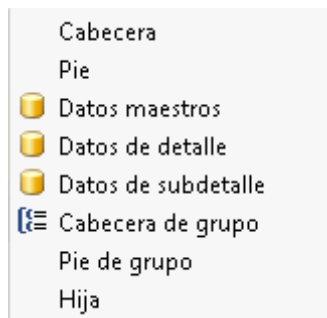 Cabecera
Pie
Datos maestros
Datos de detalle
Datos de subdetalle
Cabecera de grupo
Pie de grupo
Hija